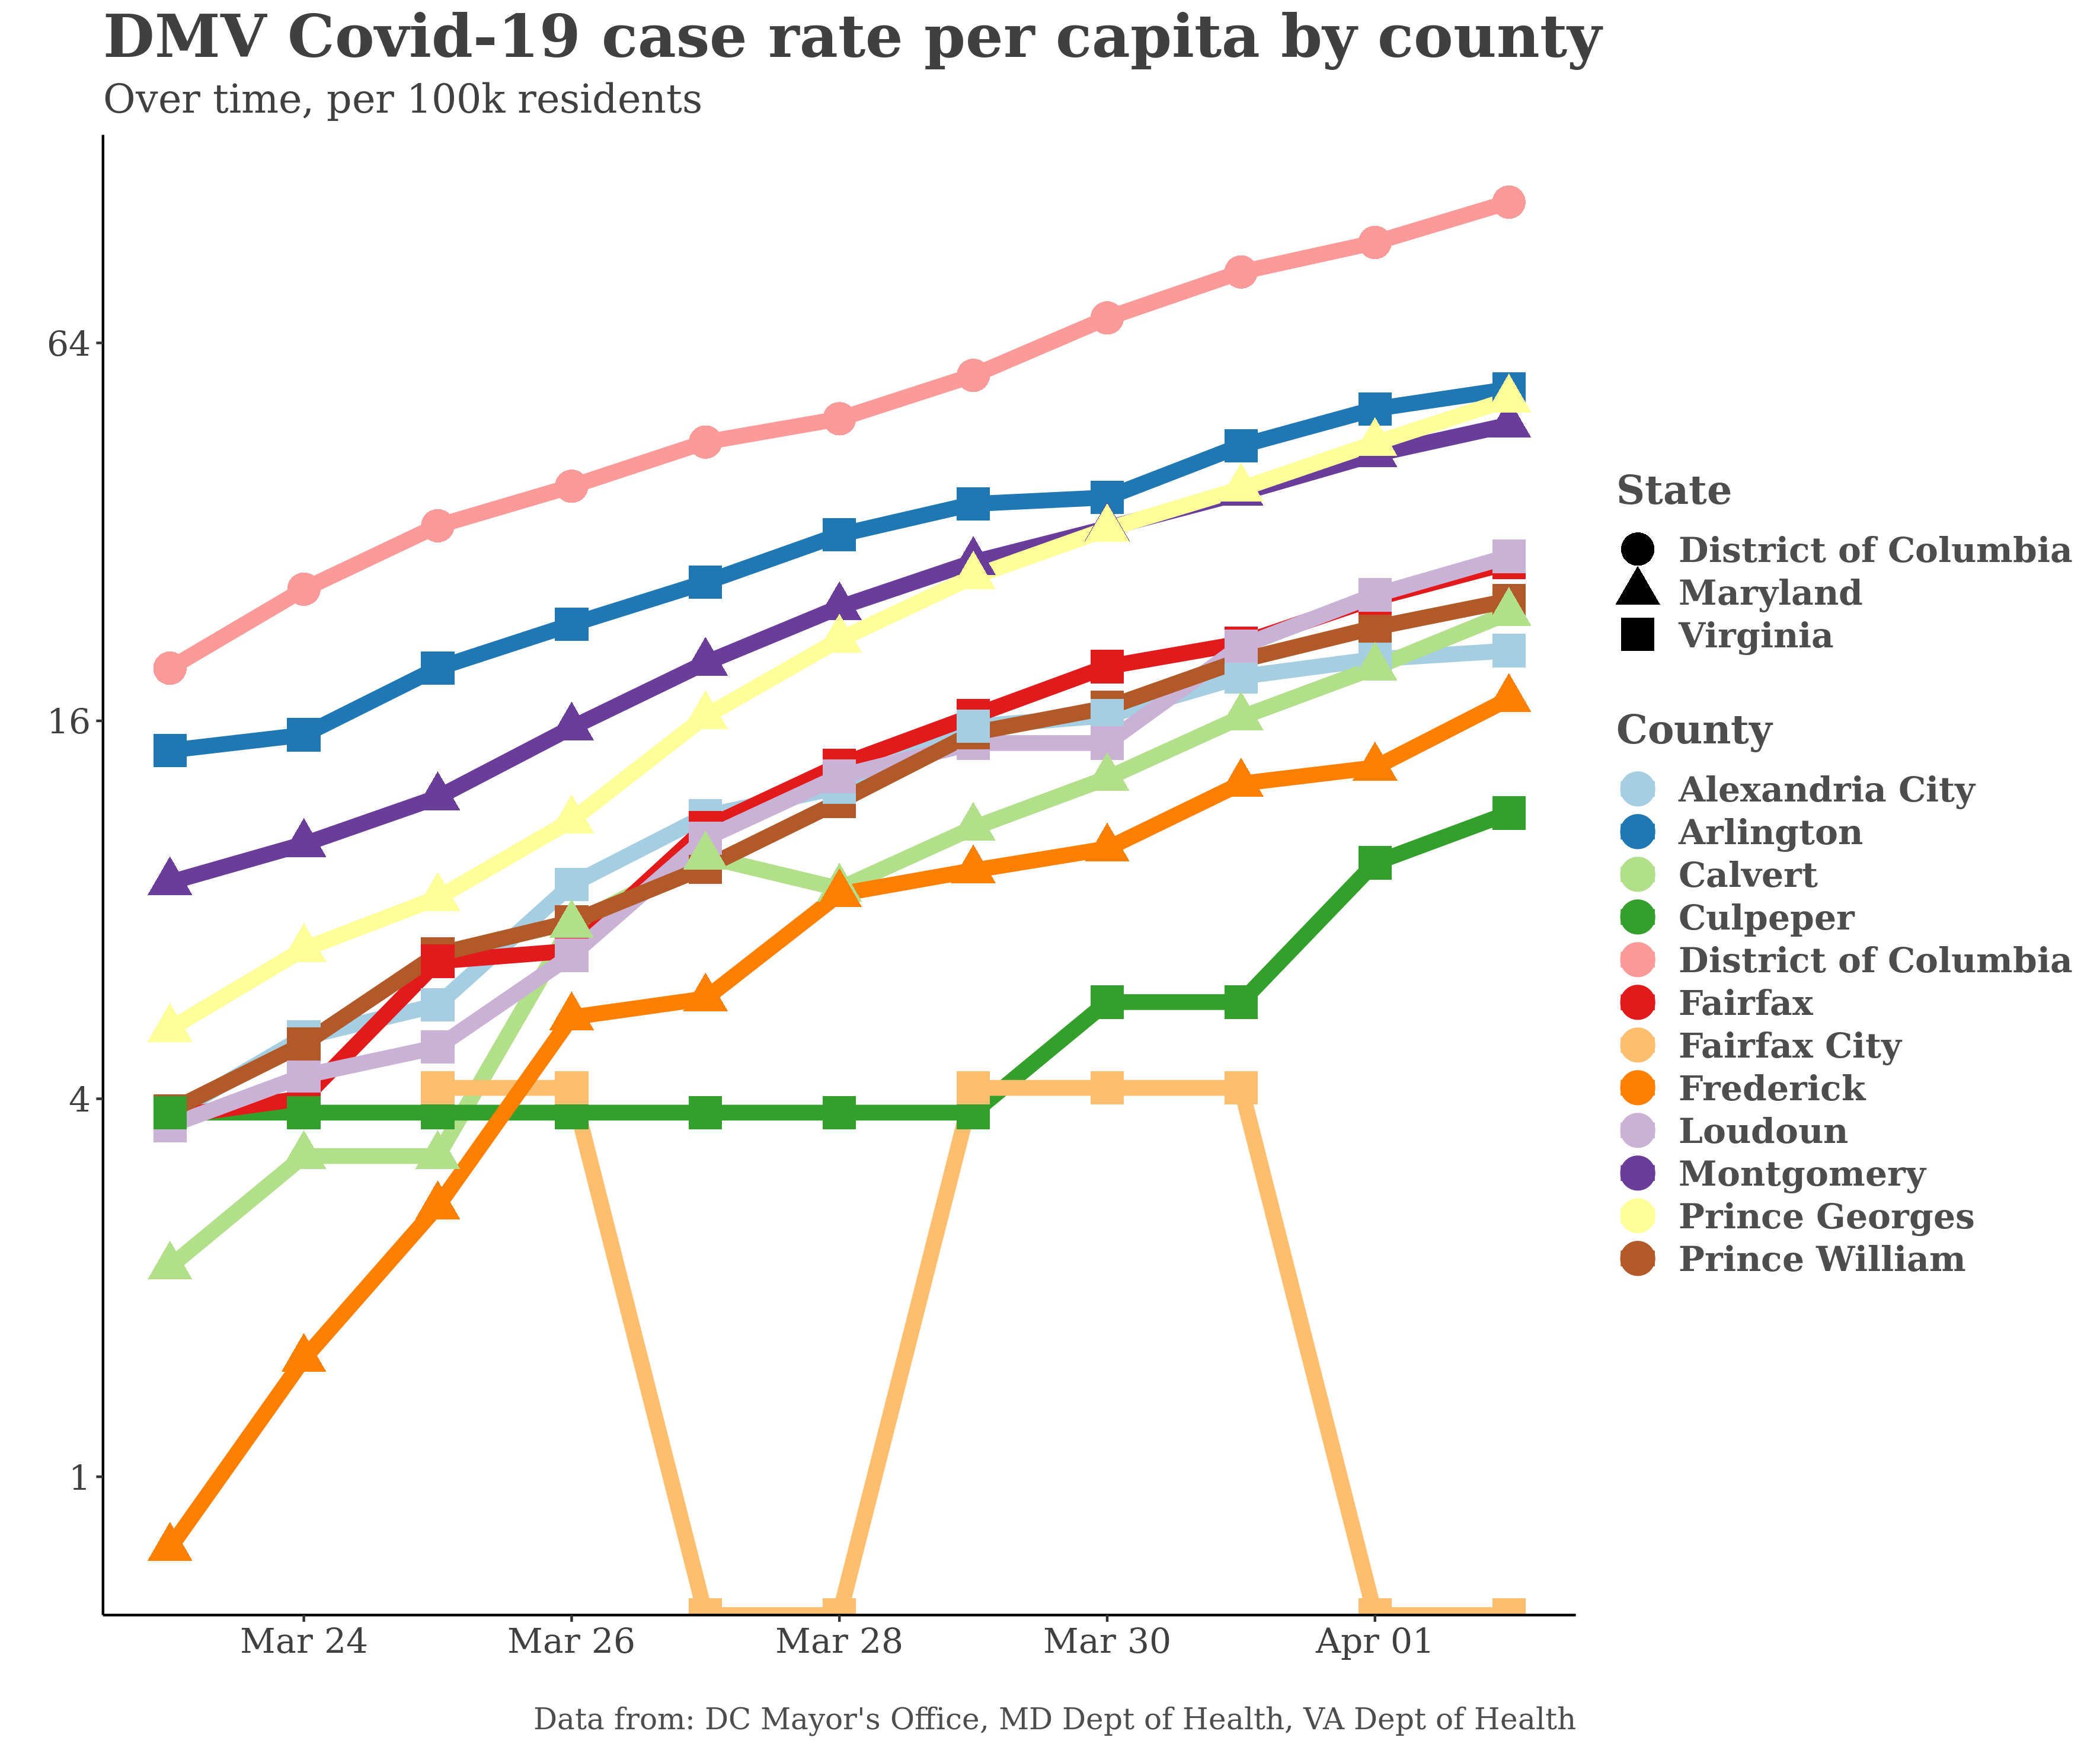 DMV Covid-19 case rate per capita by county
Over time, per 100k residents
64
16
4
1
Mar 24
Mar 26
Mar 28
Mar 30
Apr 01
State
District of Columbia
Maryland
Virginia
County
Alexandria City
Arlington
Calvert
Culpeper
District of Columbia
Fairfax
Fairfax City
Frederick
Loudoun
Montgomery
Prince Georges
Prince William
Data from: DC Mayor's Office, MD Dept of Health, VA Dept of Health